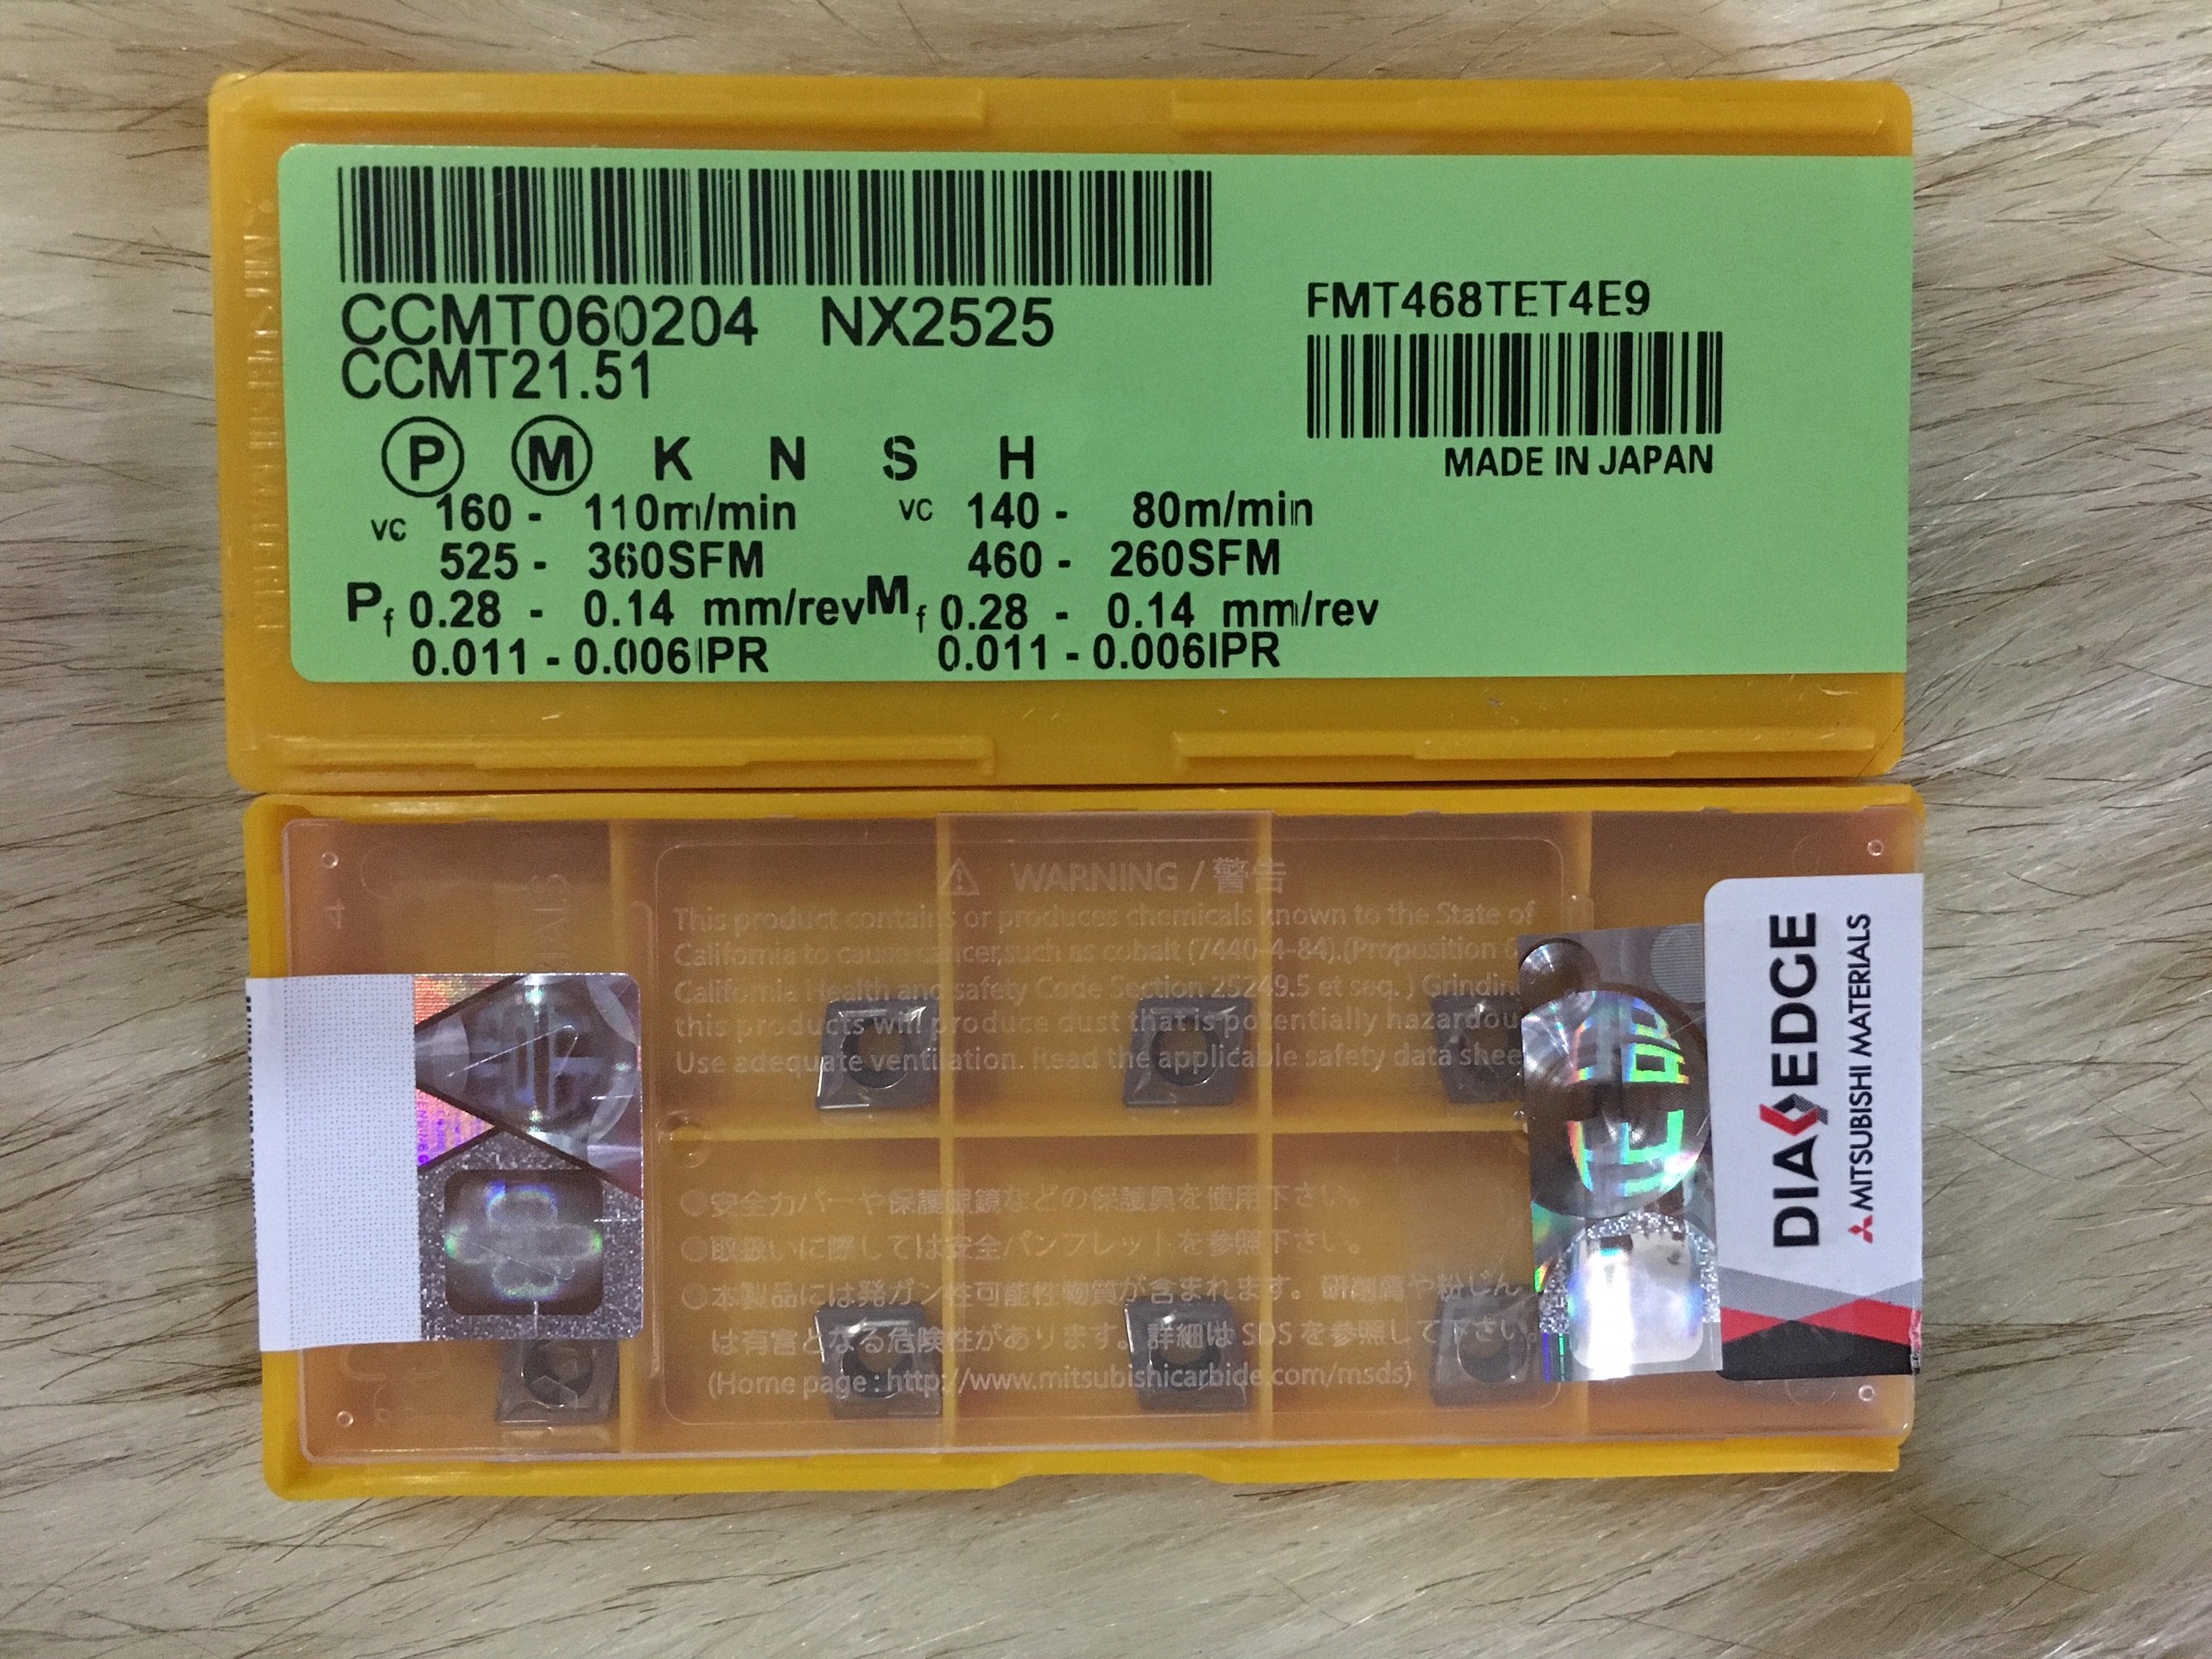 CCMT060204 NX2525
CCMT21.51
FMT468TET4E9
MADE IN JAPAN
P M K N S H
vc 160 - 110m/min vc 140 - 80m/min
525 - 360SFM 460 - 260SFM
P f 0.28 - 0.14 mm/rev M f 0.28 - 0.14 mm/rev
0.011 - 0.006IPR 0.011 - 0.006IPR
MITSUBISHI MATERIALS
WARNING / 警告
This product contains or produces chemicals known to the State of
California to cause cancer,such as cobalt (7440-4-84).(Proposition
California Health and safety Code section 25249.5 et seq. )
this products will produce dust that is potentially hazardou
Use adequate ventilation. Read the applicable safety data shee
●安全カバーや保護眼鏡などの保護具を使用下さい。
●取扱いに際しては安全パンフレットを参照下さい。
○本製品には発ガン性可能性物質が含まれます。研削屑や粉じん
は有害となる危険性があります。詳細は SDS を参照して下さい。
(Home page : http://www.mitsubishicarbide.com/msds)
DIAEDGE
MITSUBISHI MATERIALS